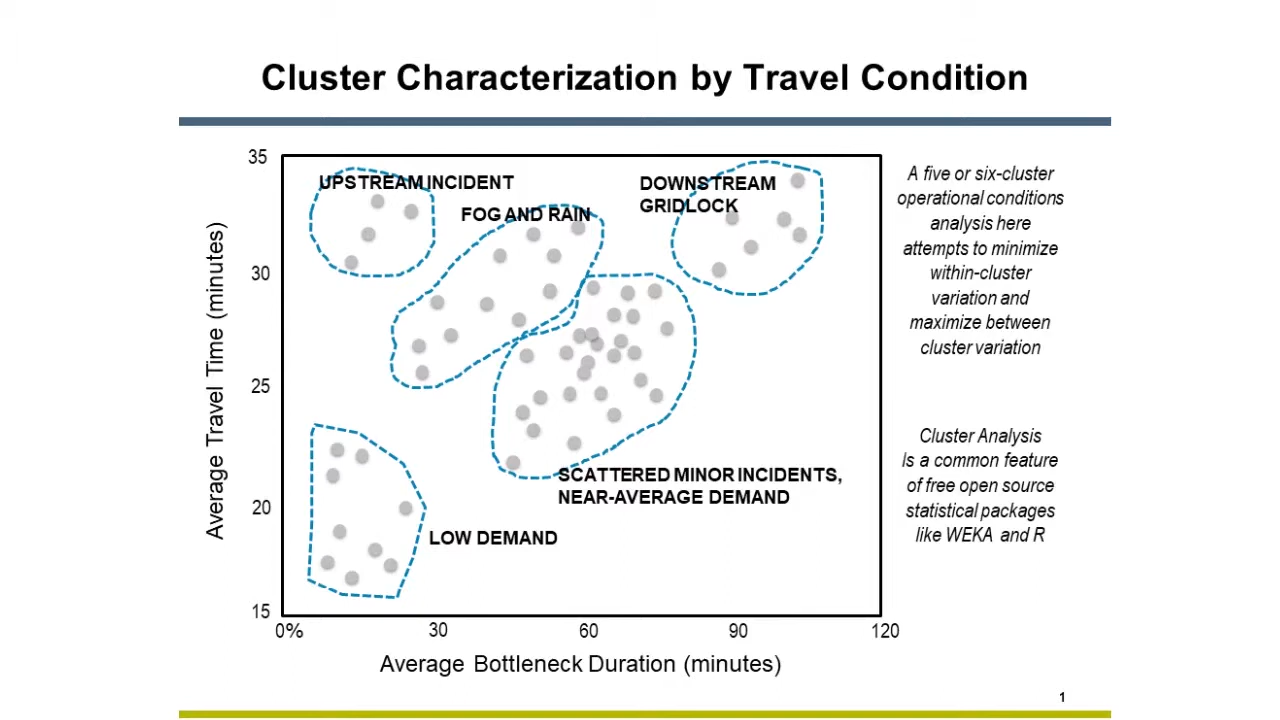 Cluster Characterization by Travel Condition
35
30
25
20
15
Average Travel Time (minutes)
UPSTREAM INCIDENT
FOG AND RAIN
DOWNSTREAM
GRIDLOCK
SCATTERED MINOR INCIDENTS,
NEAR-AVERAGE DEMAND
LOW DEMAND
0%
30
60
90
120
Average Bottleneck Duration (minutes)
A five or six-cluster
operational conditions
analysis here
attempts to minimize
within-cluster
variation and
maximize between
cluster variation
Cluster Analysis
Is a common feature
of free open source
statistical packages
like WEKA and R
1